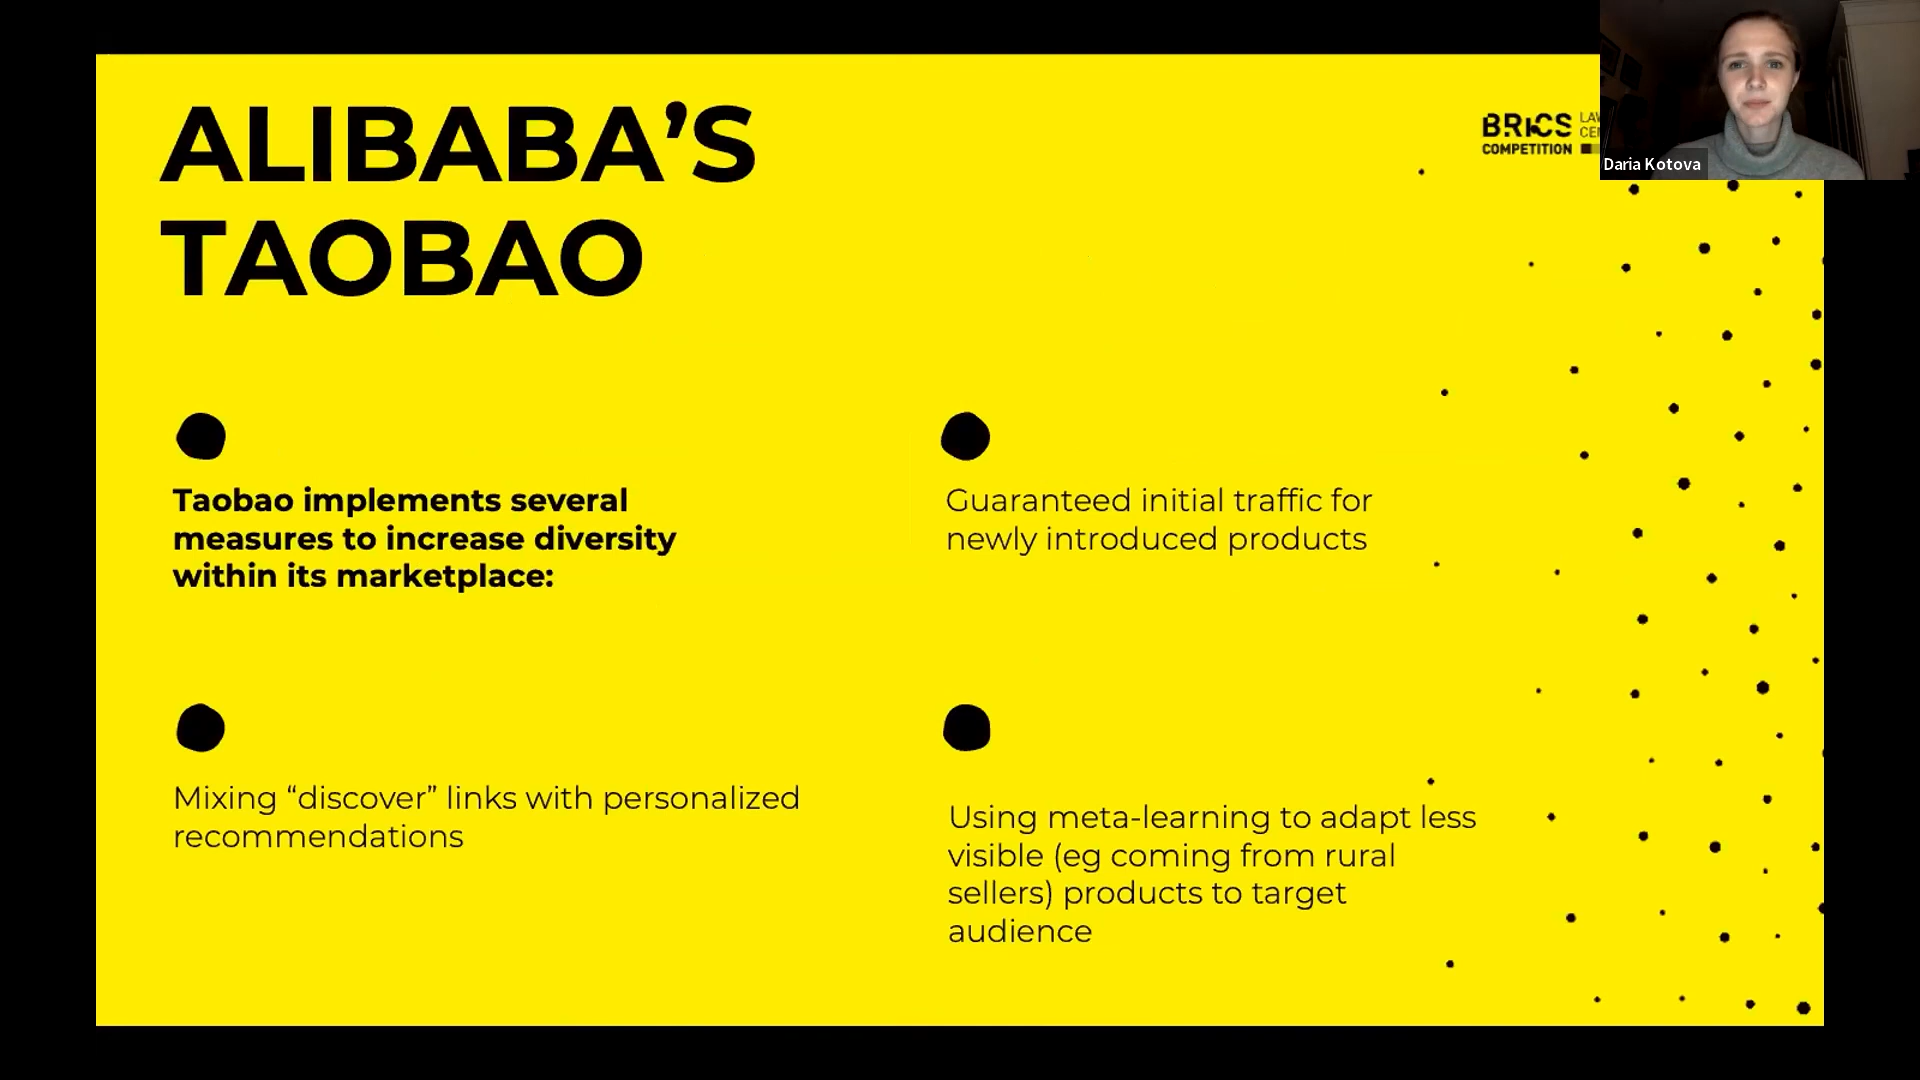 ALIBABA’S
TAOBAO
BRICS
COMPETITION
Daria Kotova
Taobao implements several
measures to increase diversity
within its marketplace:
Guaranteed initial traffic for
newly introduced products
Mixing “discover” links with personalized
recommendations
Using meta-learning to adapt less
visible (eg coming from rural
sellers) products to target
audience